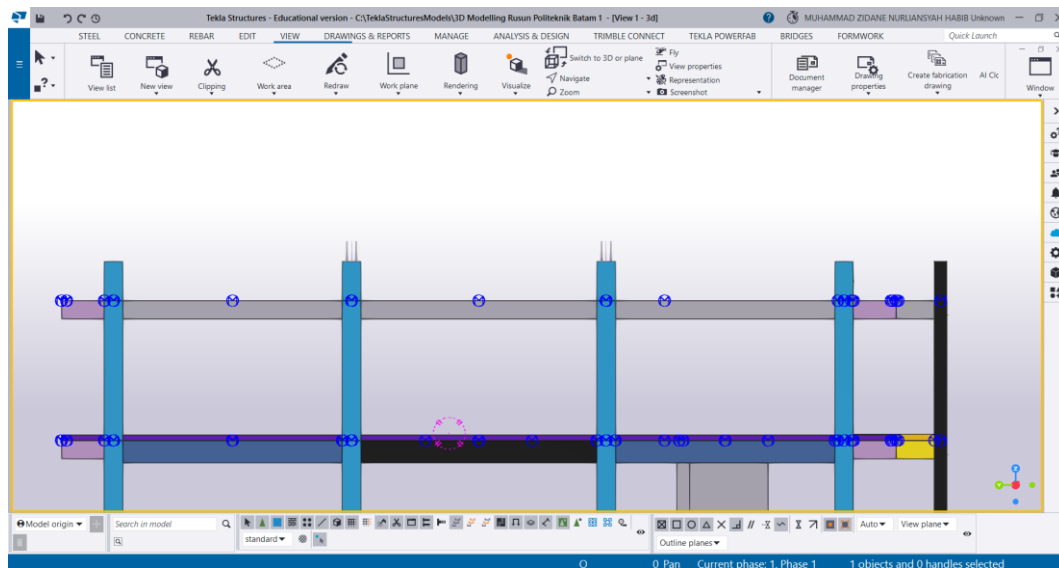 Tekla Structures - Educational version - C:\TeklaStructuresModels\3D Modelling Rusun Politeknik Batam 1 - [View 1 - 3d]
MUHAMMAD ZIDANE NURLIANSYAH HABIB Unknown
STEEL CONCRETE REBAR EDIT VIEW DRAWINGS & REPORTS MANAGE ANALYSIS & DESIGN TRIMBLE CONNECT TEKLA POWERFAB BRIDGES FORMWORK Quick Launch
View list
New view
Clipping
Work area
Redraw
Work plane
Rendering
Visualize
Switch to 3D or plane
Navigate
Zoom
Fly
View properties
Representation
Screenshot
Document
manager
Drawing
properties
Create fabrication
drawing
AI Clc
Window
Model origin
Search in model
standard
Auto
View plane
Outline planes
O 0 Pan Current phase: 1, Phase 1 1 objects and 0 handles selected